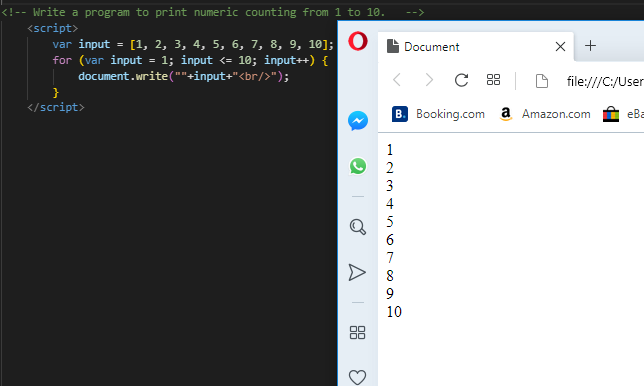 <!-- Write a program to print numeric counting from 1 to 10.  -->
<script>
var input = [1, 2, 3, 4, 5, 6, 7, 8, 9, 10];
for (var input = 1; input <= 10; input++) {
document.write(""+input+"<br/>");
}
</script>
Document
file:///C:/User
B. Booking.com
a Amazon.com
eBa
1
2
3
4
5
6
7
8
9
10